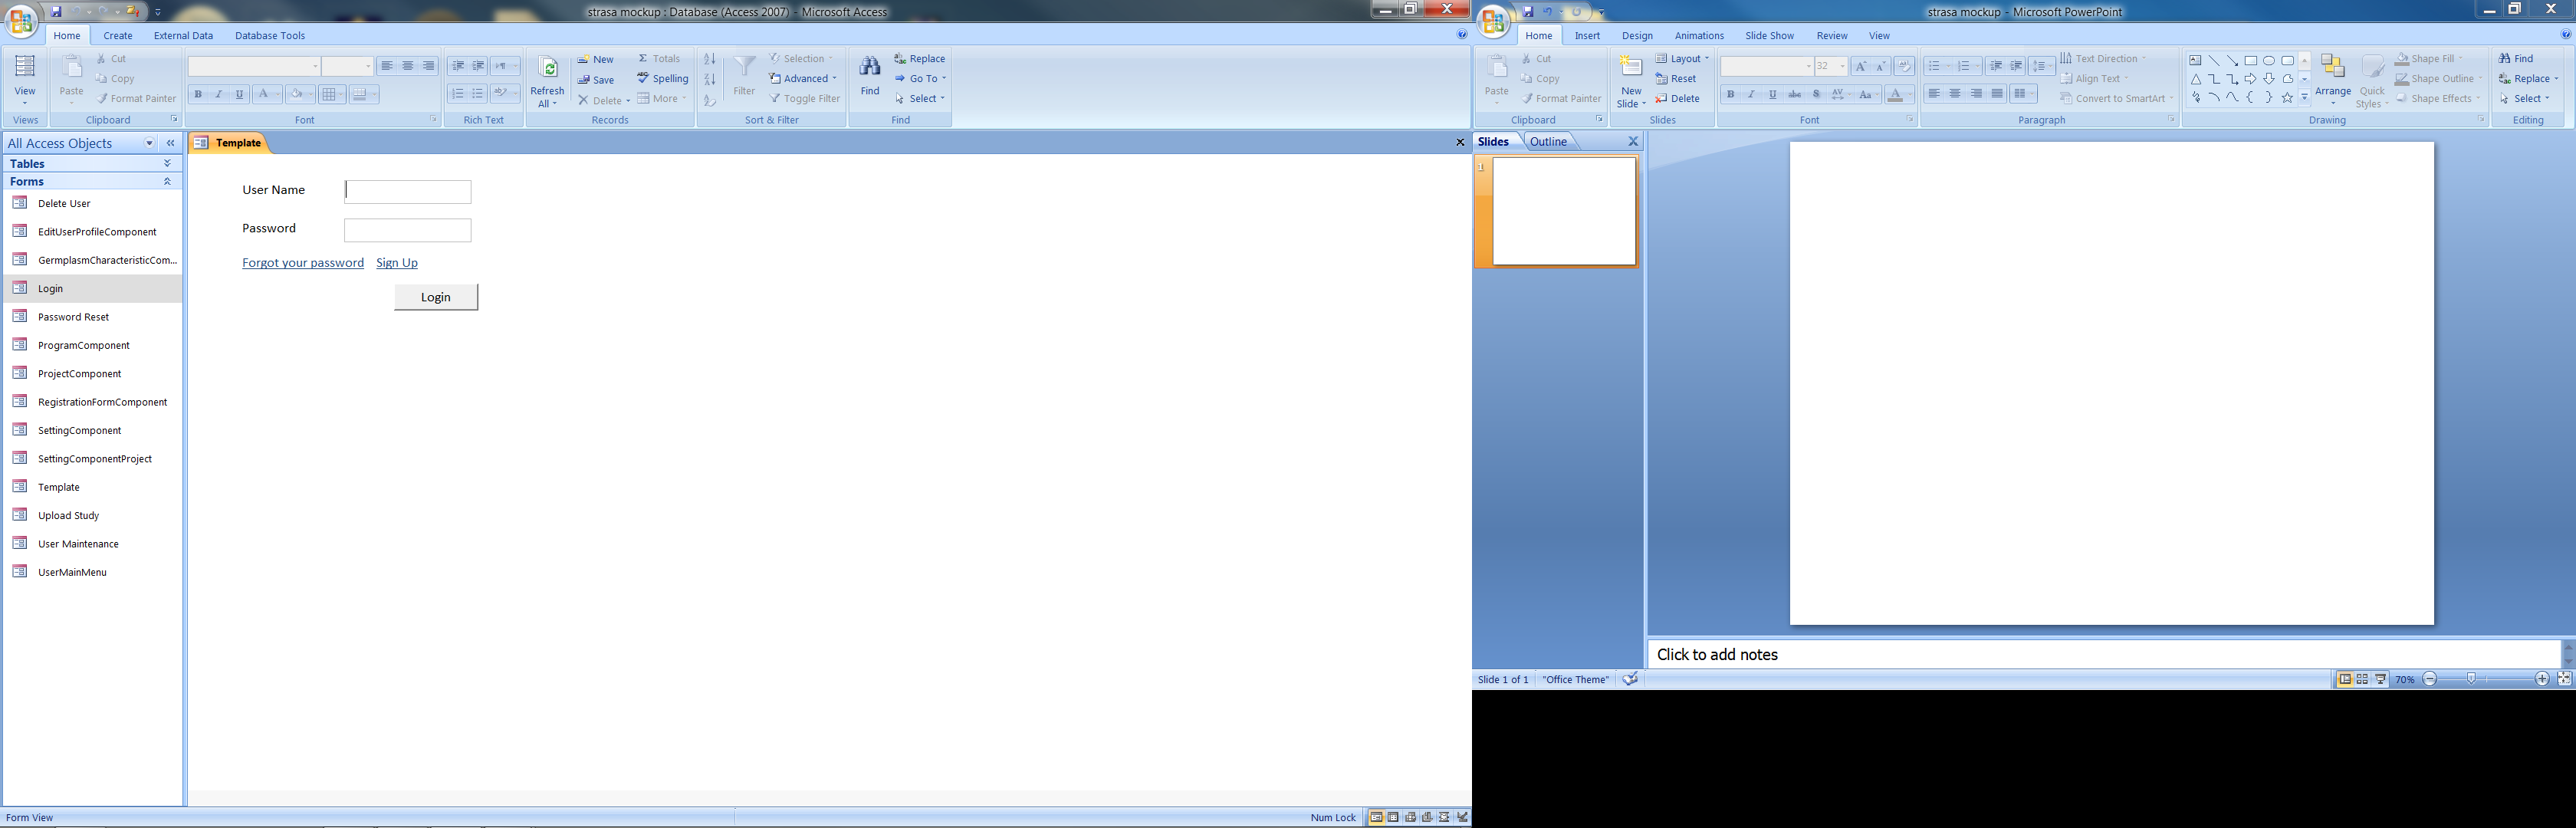 strasa mockup : Database (Access 2007) - Microsoft Access
Home Create External Data Database Tools
View
Views
Paste
Cut
Copy
Format Painter
Clipboard
B I U A
Font
Rich Text
Refresh All
New
Save
Delete
Totals
Spelling
More
Records
Filter
Selection
Advanced
Toggle Filter
Sort & Filter
Find
Replace
Go To
Select
Find
All Access Objects
Tables
Forms
Delete User
EditUserProfileComponent
GermplasmCharacteristicCom...
Login
Password Reset
ProgramComponent
ProjectComponent
RegistrationFormComponent
SettingComponent
SettingComponentProject
Template
Upload Study
User Maintenance
UserMainMenu
Template
User Name
Password
Forgot your password Sign Up
Login
Form View
Num Lock
strasa mockup - Microsoft PowerPoint
Home Insert Design Animations Slide Show Review View
Paste
Cut
Copy
Format Painter
Clipboard
New Slide
Layout
Reset
Delete
Slides
32
B I U abc S AV Aa A
Font
Text Direction
Align Text
Convert to SmartArt
Paragraph
Arrange
Quick Styles
Shape Fill
Shape Outline
Shape Effects
Drawing
Find
Replace
Select
Editing
Slides Outline
1
Click to add notes
Slide 1 of 1 "Office Theme"
70%